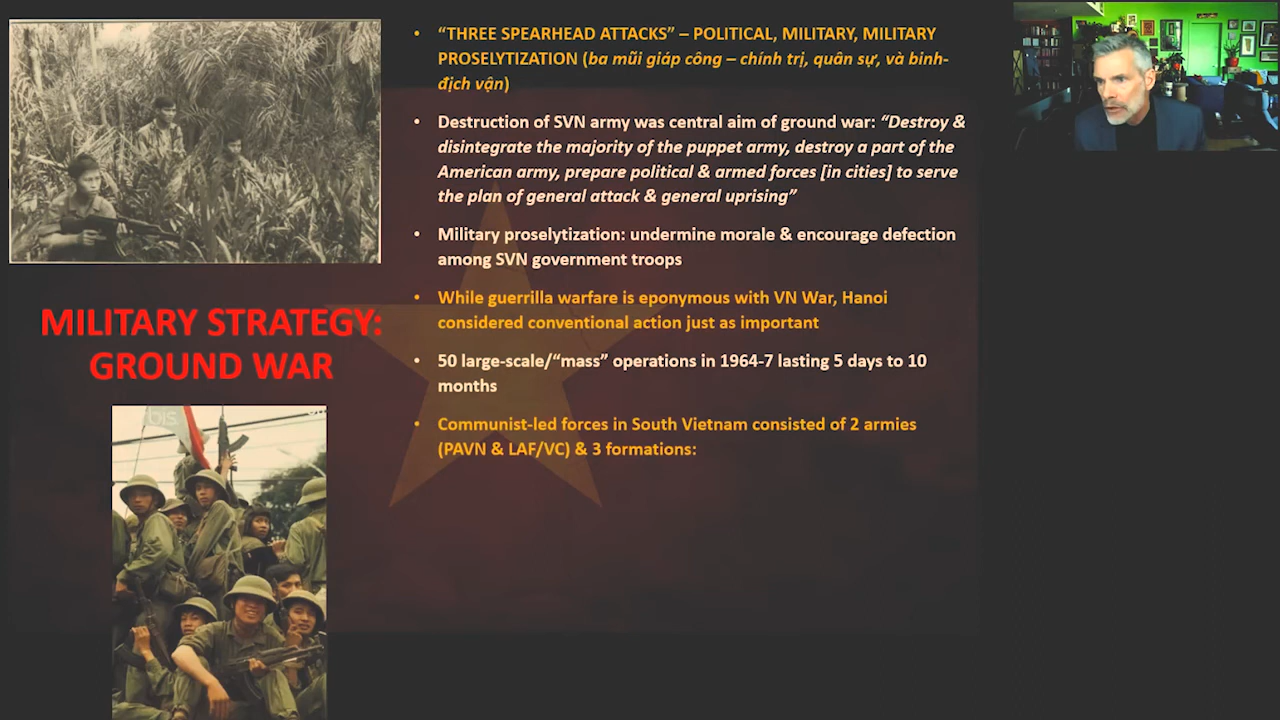 “THREE SPEARHEAD ATTACKS” – POLITICAL, MILITARY, MILITARY
PROSELYTIZATION (ba mũi giáp công – chính trị, quân sự, và binh-
địch vận)
Destruction of SVN army was central aim of ground war: “Destroy &
disintegrate the majority of the puppet army, destroy a part of the
American army, prepare political & armed forces [in cities] to serve
the plan of general attack & general uprising”
Military proselytization: undermine morale & encourage defection
among SVN government troops
While guerrilla warfare is eponymous with VN War, Hanoi
considered conventional action just as important
50 large-scale/“mass” operations in 1964-7 lasting 5 days to 10
months
Communist-led forces in South Vietnam consisted of 2 armies
(PAVN & LAF/VC) & 3 formations:
MILITARY STRATEGY:
GROUND WAR